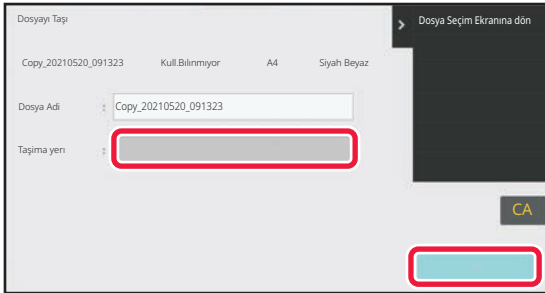 Dosyayı Taşı
Dosya Seçim Ekranına dön
Copy_20210520_091323 Kull.Bilinmiyor A4 Siyah Beyaz
Dosya Adi : Copy_20210520_091323
Taşima yeri :
CA